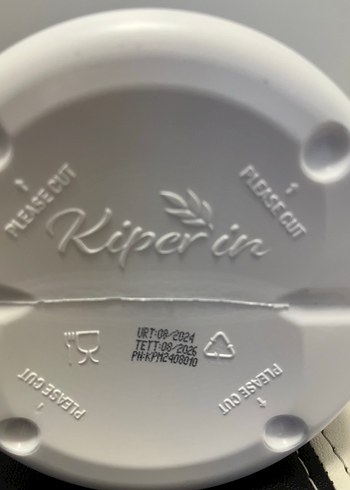 PLEASE CUT
PLEASE CUT
Kiperin
URT:08/2024
TETT:08/2026
PN:KPM2408010
PLEASE CUT
PLEASE CUT